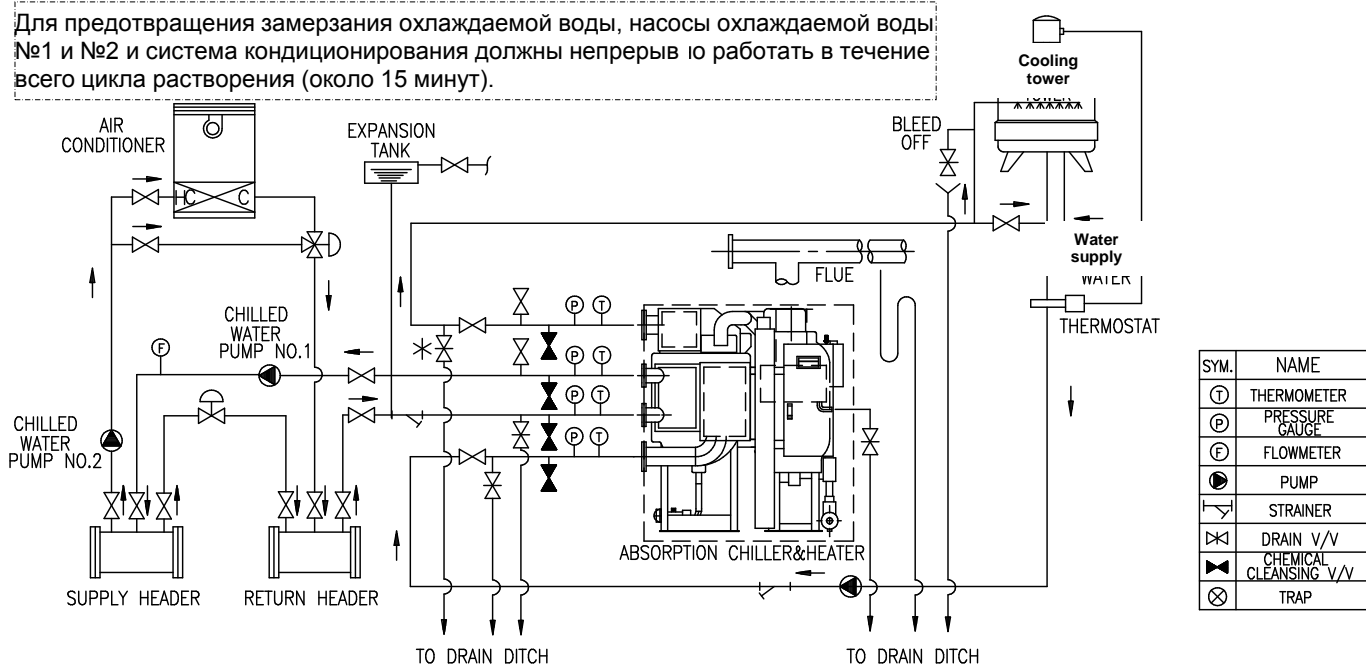 Для предотвращения замерзания охлаждаемой воды, насосы охлаждаемой воды
№1 и №2 и система кондиционирования должны непрерыв ю работать в течение
всего цикла растворения (около 15 минут).
Cooling
tower
TOWER
AIR
CONDITIONER
EXPANSION
TANK
BLEED
OFF
C C
Water
supply
WATER
FLUE
THERMOSTAT
CHILLED
WATER
PUMP NO.1
P T
F
P T
P T
CHILLED
WATER
PUMP NO.2
P T
ABSORPTION CHILLER&HEATER
SUPPLY HEADER
RETURN HEADER
TO DRAIN DITCH
TO DRAIN DITCH
SYM. NAME
T THERMOMETER
P PRESSURE
GAUGE
F FLOWMETER
PUMP
STRAINER
DRAIN V/V
CHEMICAL
CLEANSING V/V
TRAP